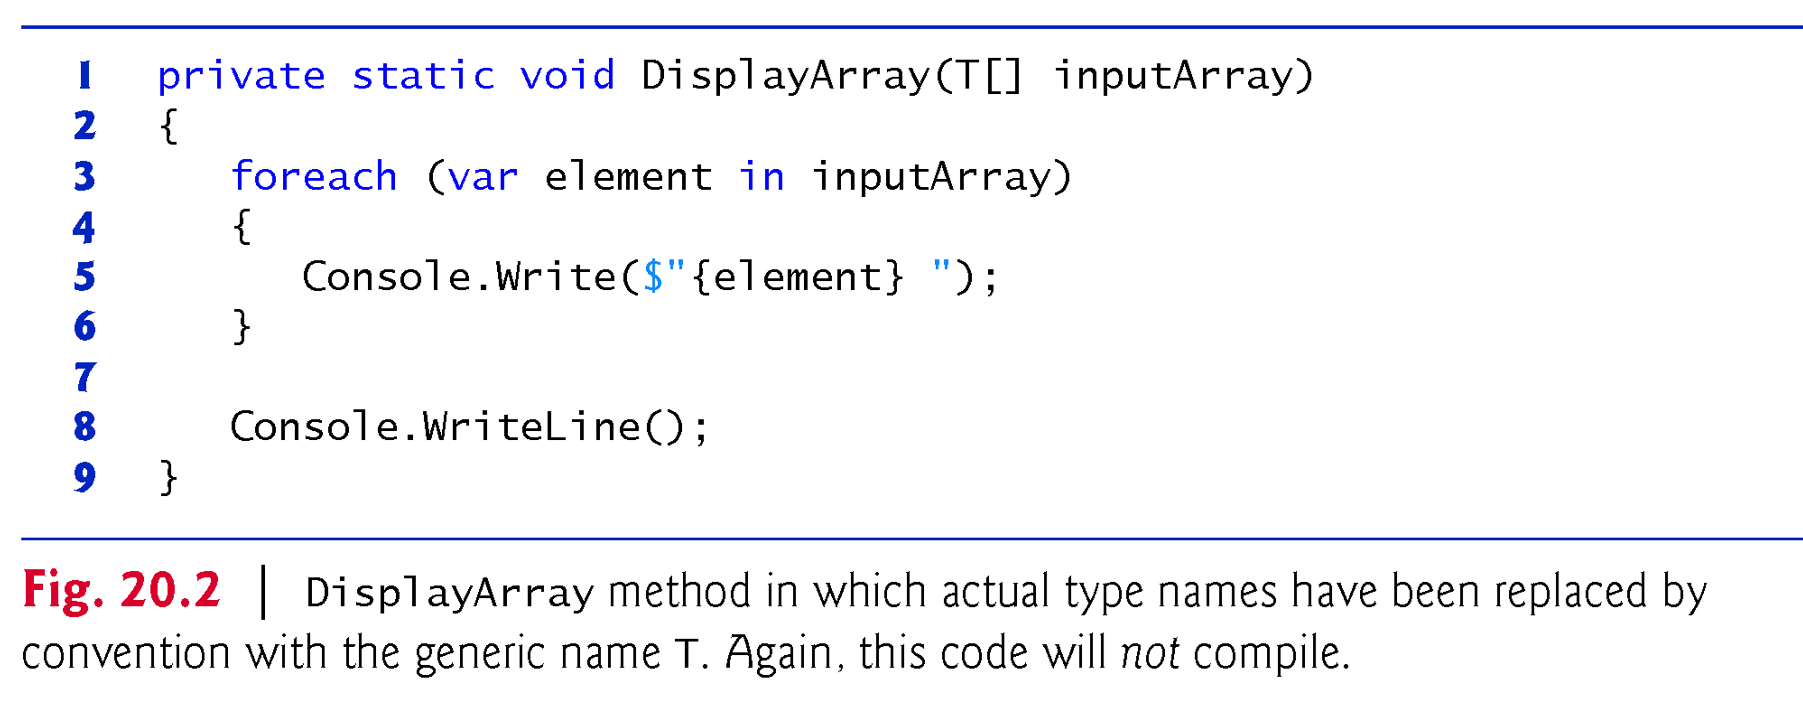 1 private static void DisplayArray(T[] inputArray)
2 {
3 foreach (var element in inputArray)
4 {
5 Console.Write($"{element} ");
6 }
7
8 Console.WriteLine();
9 }
Fig. 20.2 | DisplayArray method in which actual type names have been replaced by
convention with the generic name T. Again, this code will not compile.